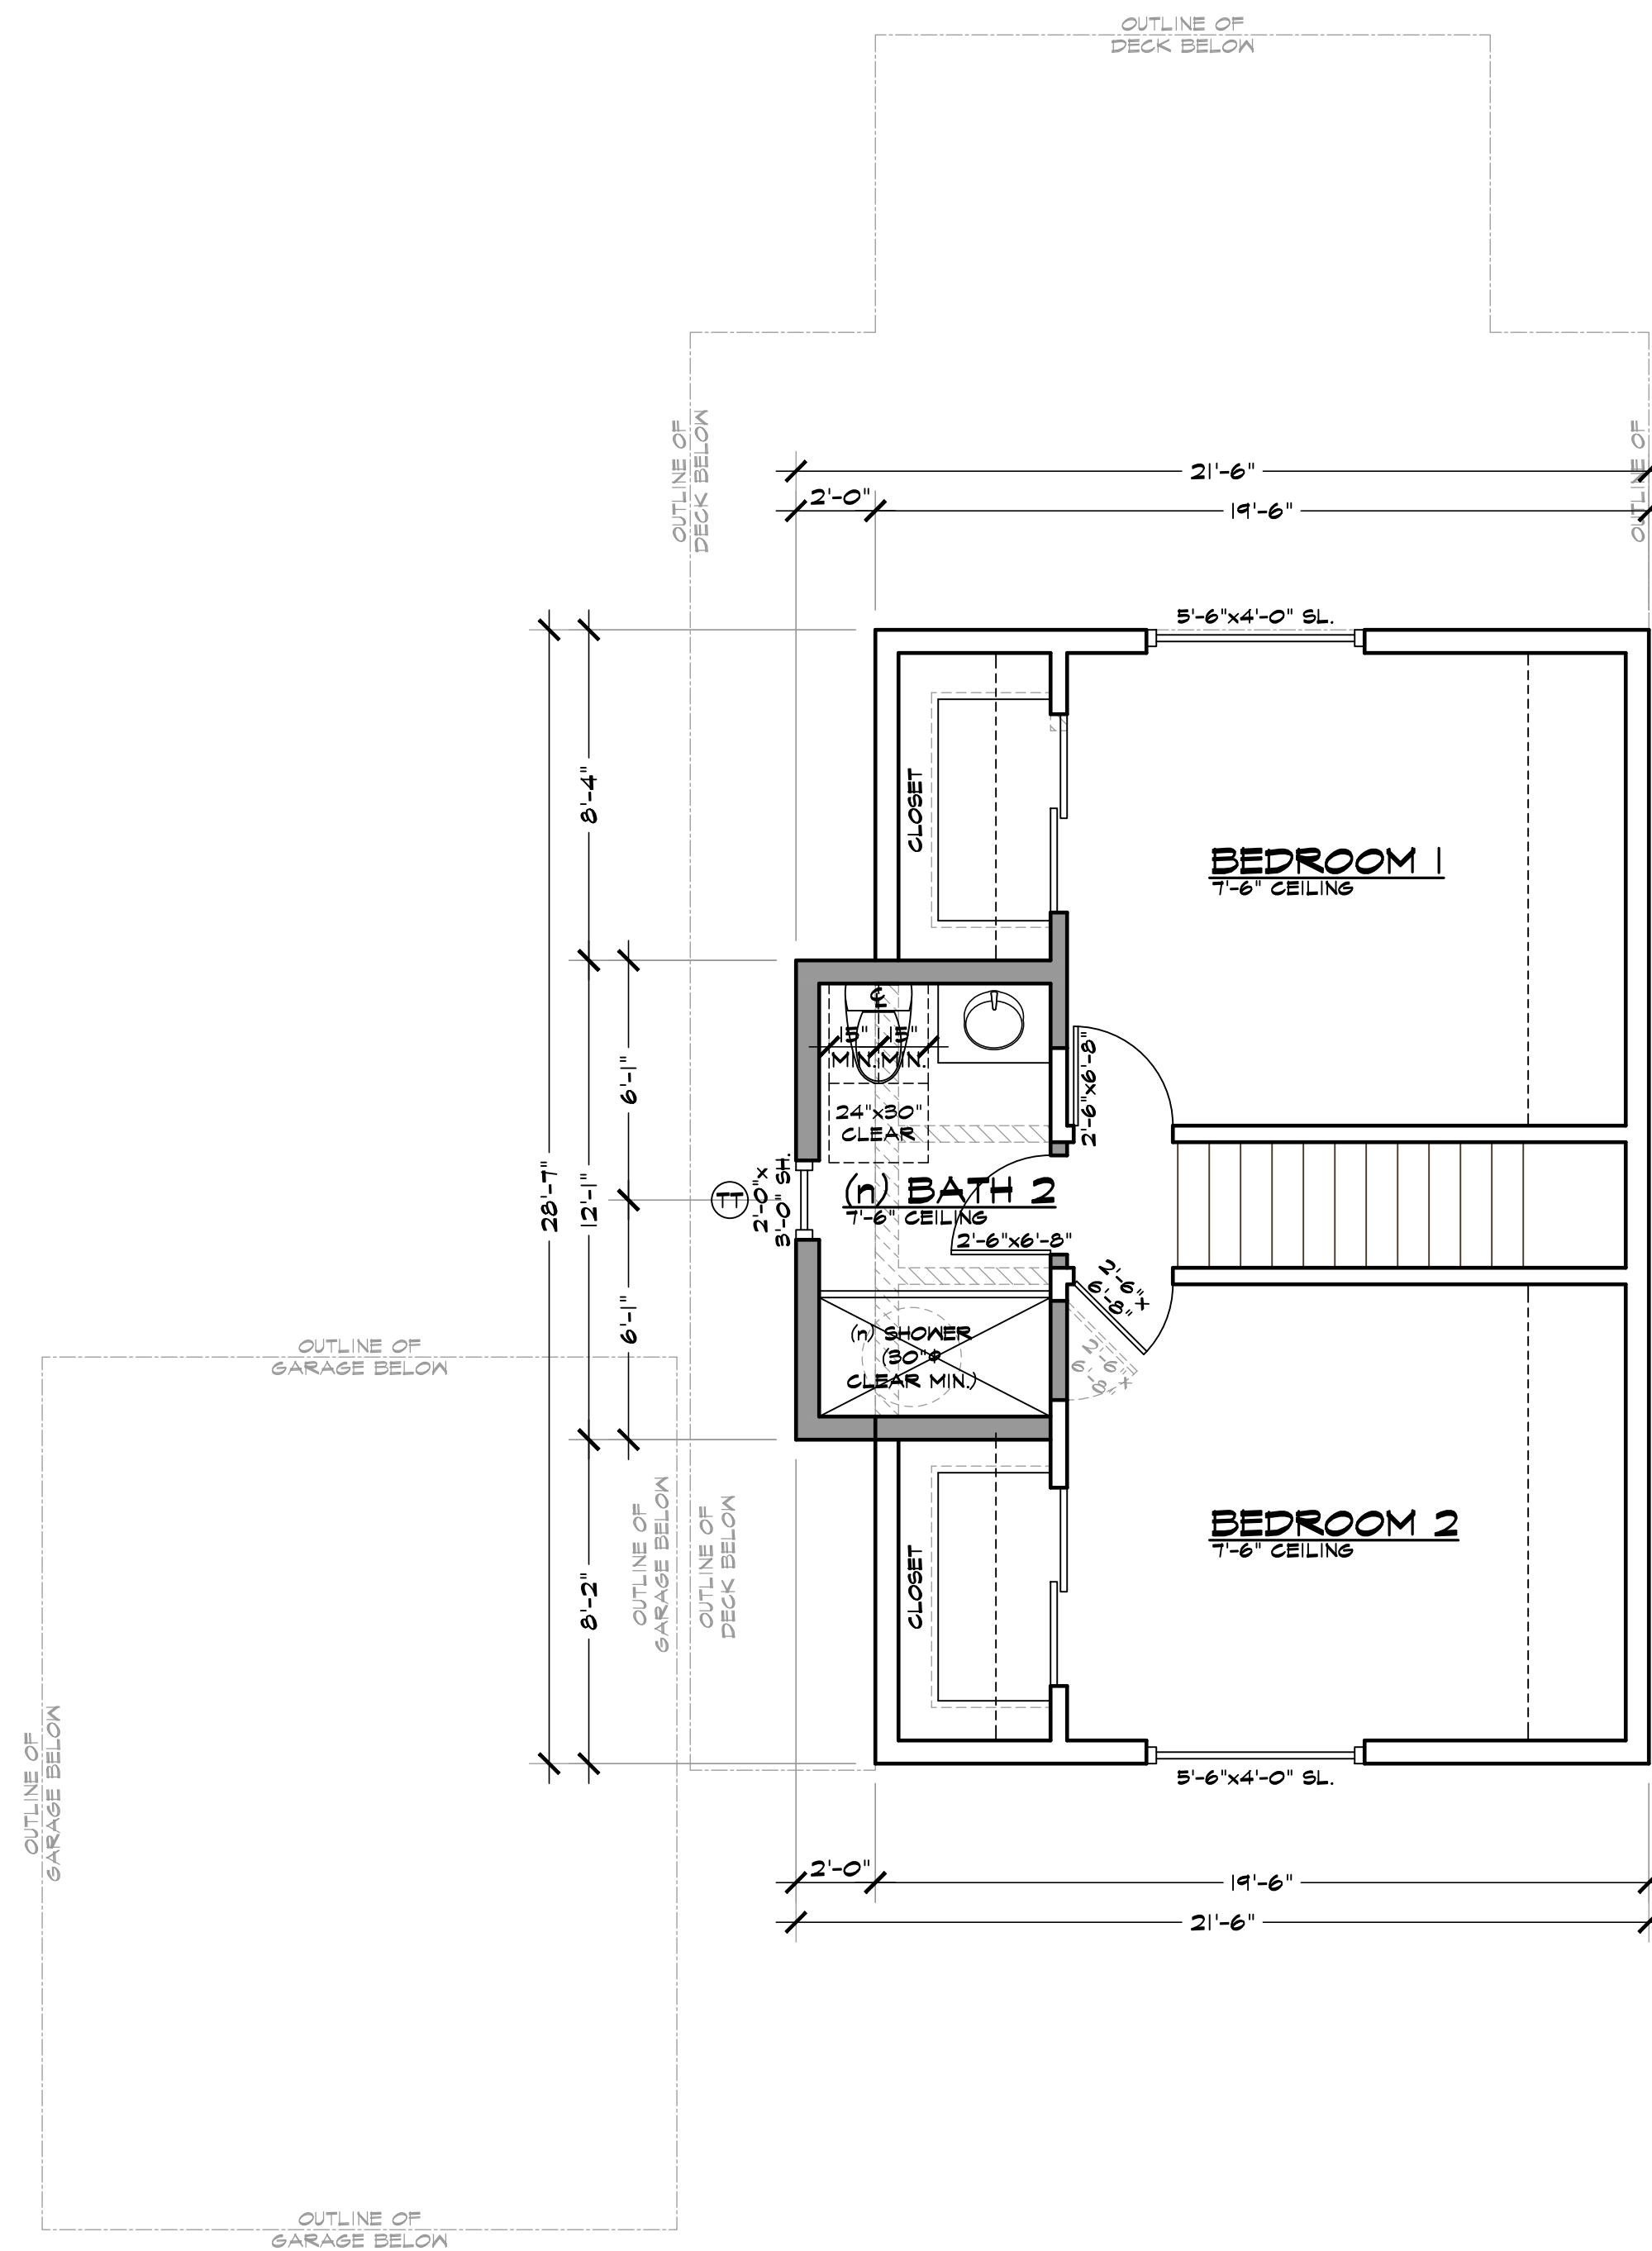 OUTLINE OF
DECK BELOW
OUTLINE OF
DECK BELOW
OUTLINE OF
21'-6"
2'-0"
19'-6"
5'-6"x4'-0" SL.
8'-4"
CLOSET
BEDROOM 1
7'-6" CEILING
℄
15"
MIN.
15"
MIN.
2'-6"x6'-8"
6'-1"
24"x30"
CLEAR
28'-7"
12'-1"
TT
2'-0"x
3'-0" SH.
(n) BATH 2
7'-6" CEILING
2'-6"x6'-8"
2'-6"x
6'-8"
6'-1"
(n) SHOWER
(30"ϕ
CLEAR MIN.)
2'-6"x
6'-8"
OUTLINE OF
GARAGE BELOW
OUTLINE OF
GARAGE BELOW
OUTLINE OF
DECK BELOW
8'-2"
CLOSET
BEDROOM 2
7'-6" CEILING
OUTLINE OF
GARAGE BELOW
5'-6"x4'-0" SL.
2'-0"
19'-6"
21'-6"
OUTLINE OF
GARAGE BELOW